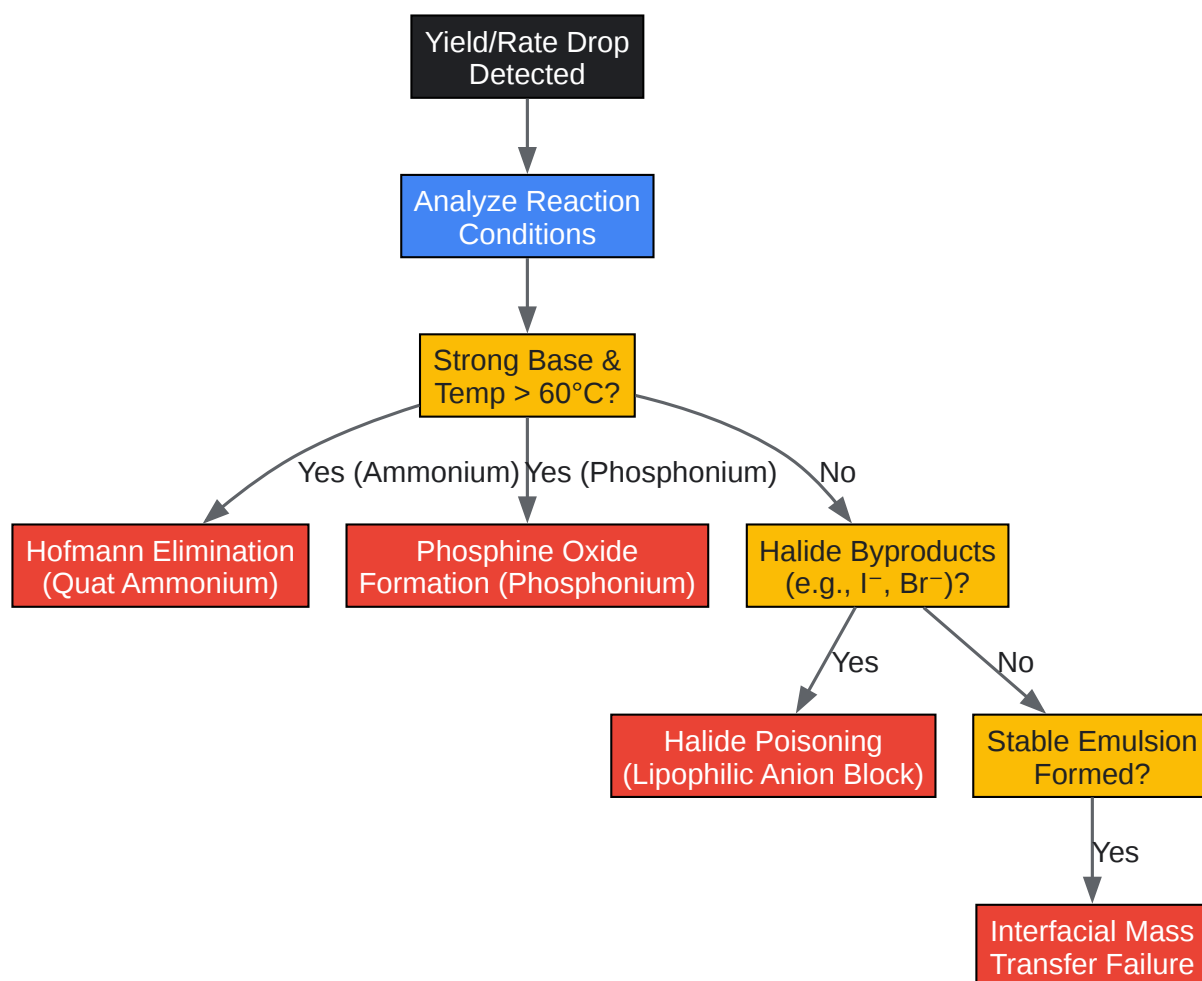 Yield/Rate Drop
Detected
Analyze Reaction
Conditions
Strong Base &
Temp > 60°C?
Yes (Ammonium)
Yes (Phosphonium)
No
Hofmann Elimination
(Quat Ammonium)
Phosphine Oxide
Formation (Phosphonium)
Halide Byproducts
(e.g., I⁻, Br⁻)?
Yes
No
Halide Poisoning
(Lipophilic Anion Block)
Stable Emulsion
Formed?
Yes
Interfacial Mass
Transfer Failure